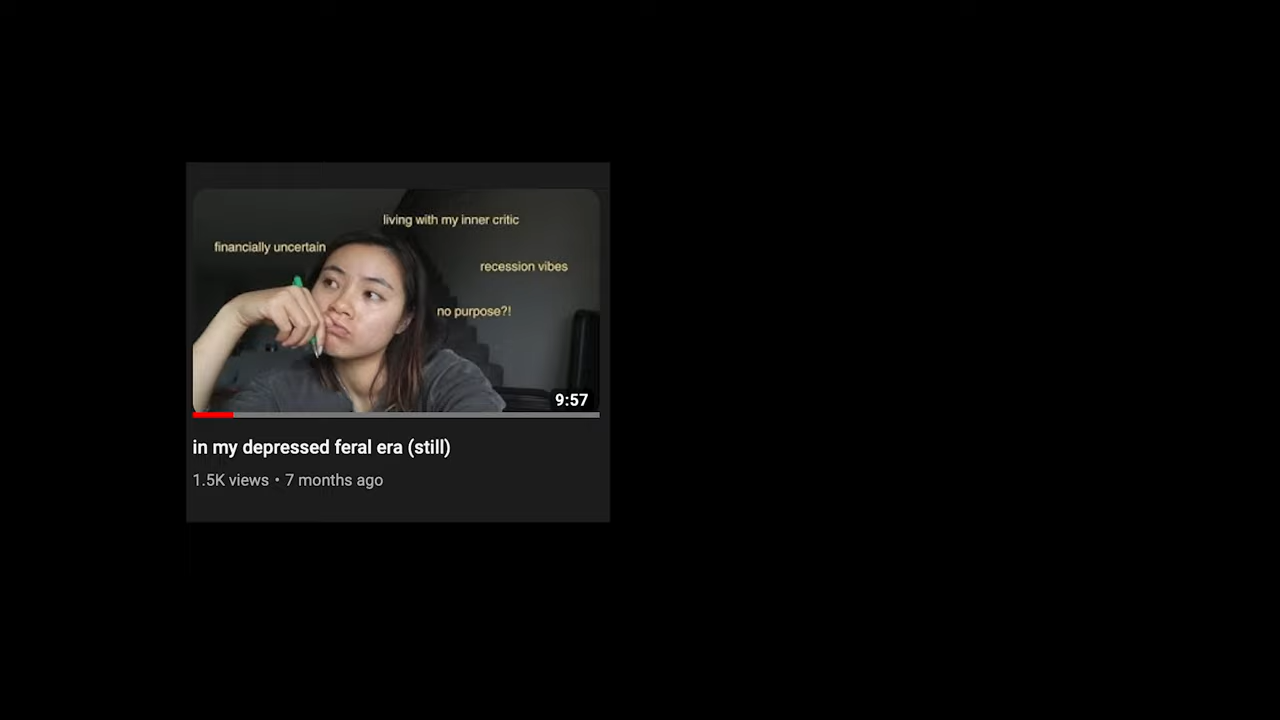 living with my inner critic
financially uncertain
recession vibes
no purpose?!
9:57
in my depressed feral era (still)
1.5K views • 7 months ago